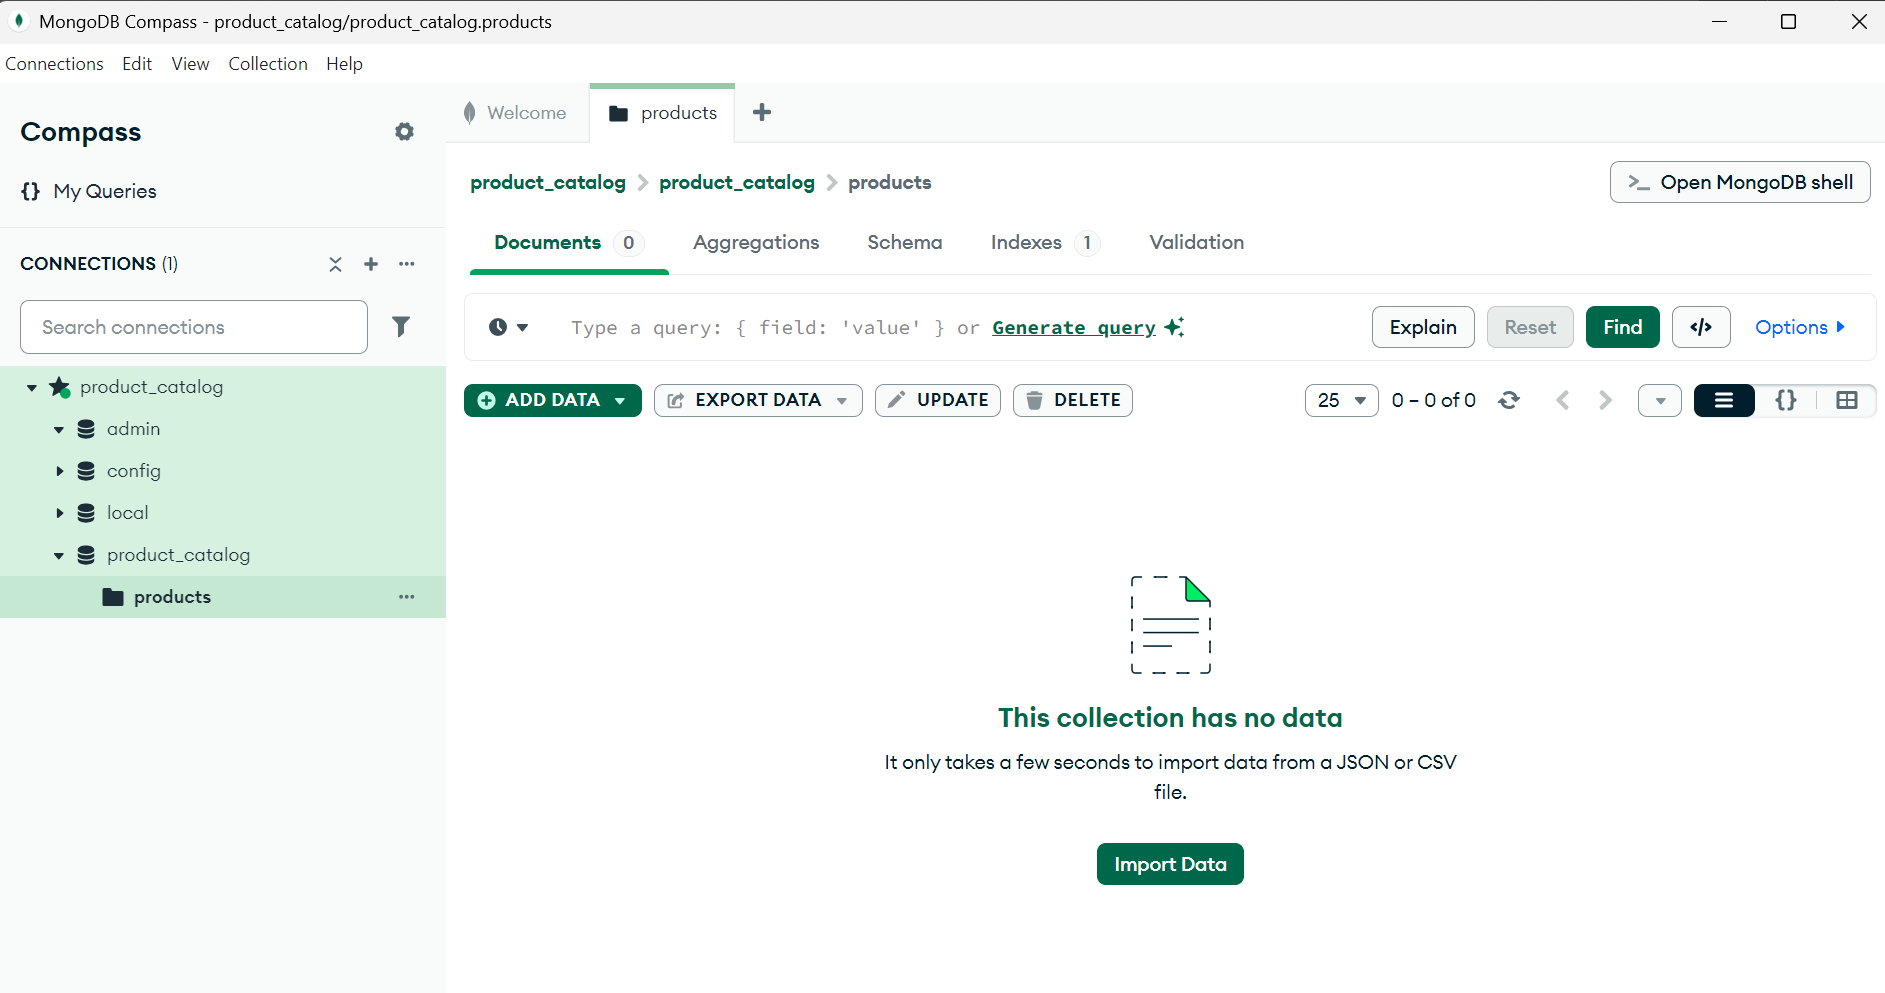 MongoDB Compass - product_catalog/product_catalog.products
Connections Edit View Collection Help
Compass
{} My Queries
CONNECTIONS (1)
Search connections
product_catalog
admin
config
local
product_catalog
products
Welcome
products
product_catalog > product_catalog > products
>_ Open MongoDB shell
Documents 0 Aggregations Schema Indexes 1 Validation
Type a query: { field: 'value' } or Generate query
Explain Reset Find </> Options
ADD DATA EXPORT DATA UPDATE DELETE
25 0 – 0 of 0 {}
This collection has no data
It only takes a few seconds to import data from a JSON or CSV
file.
Import Data